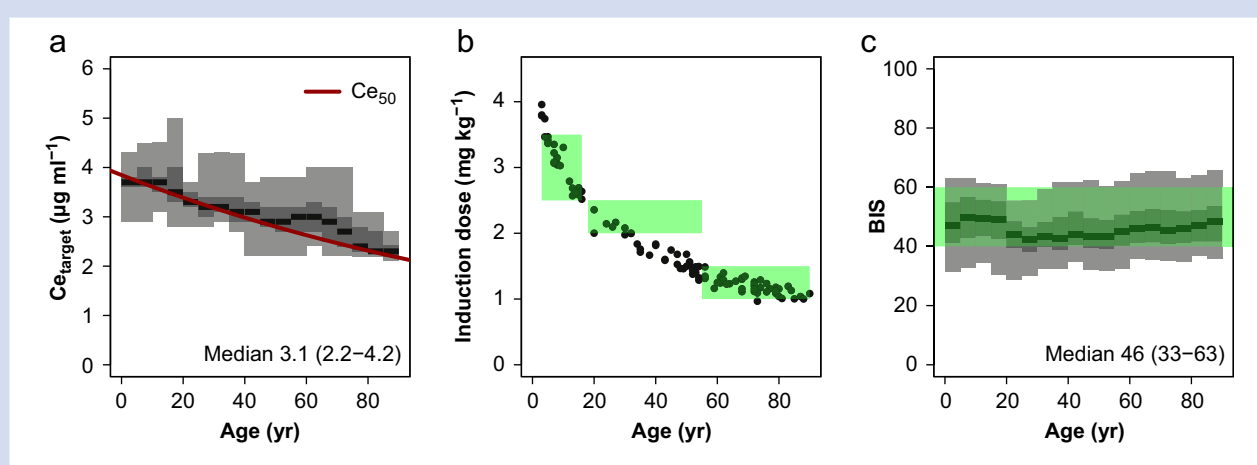 a
b
c
Ce50
Cetarget (μg ml−1)
6
5
4
3
2
1
0
Median 3.1 (2.2−4.2)
0 20 40 60 80
Age (yr)
Induction dose (mg kg−1)
4
3
2
1
0
0 20 40 60 80
Age (yr)
BIS
100
80
60
40
20
0
Median 46 (33−63)
0 20 40 60 80
Age (yr)